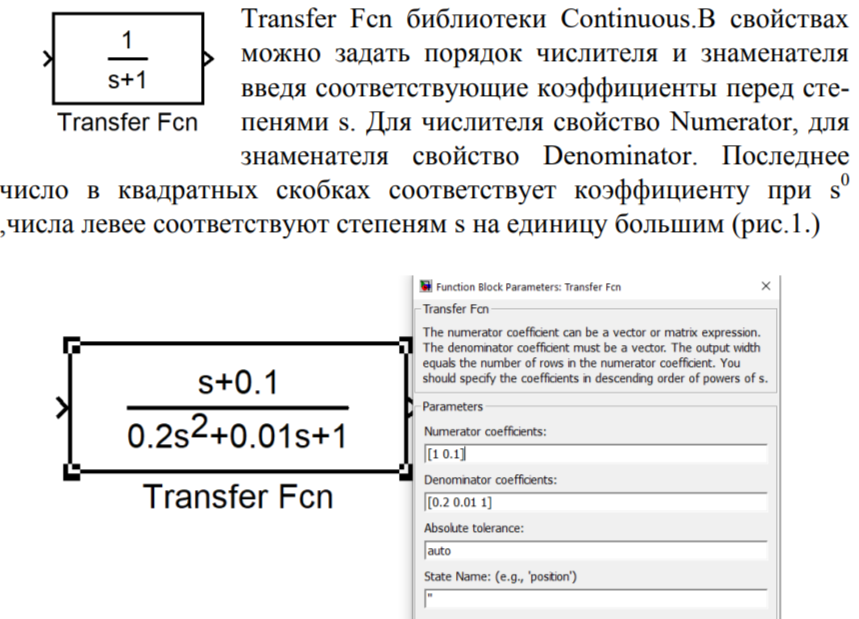 1
s+1
Transfer Fcn
Transfer Fcn библиотеки Continuous.В свойствах
можно задать порядок числителя и знаменателя
введя соответствующие коэффициенты перед сте-
пенями s. Для числителя свойство Numerator, для
знаменателя свойство Denominator. Последнее
число в квадратных скобках соответствует коэффициенту при s⁰
,числа левее соответствуют степеням s на единицу большим (рис.1.)
s+0.1
0.2s²+0.01s+1
Transfer Fcn
Function Block Parameters: Transfer Fcn
Transfer Fcn
The numerator coefficient can be a vector or matrix expression.
The denominator coefficient must be a vector. The output width
equals the number of rows in the numerator coefficient. You
should specify the coefficients in descending order of powers of s.
Parameters
Numerator coefficients:
[1 0.1]
Denominator coefficients:
[0.2 0.01 1]
Absolute tolerance:
auto
State Name: (e.g., 'position')
''